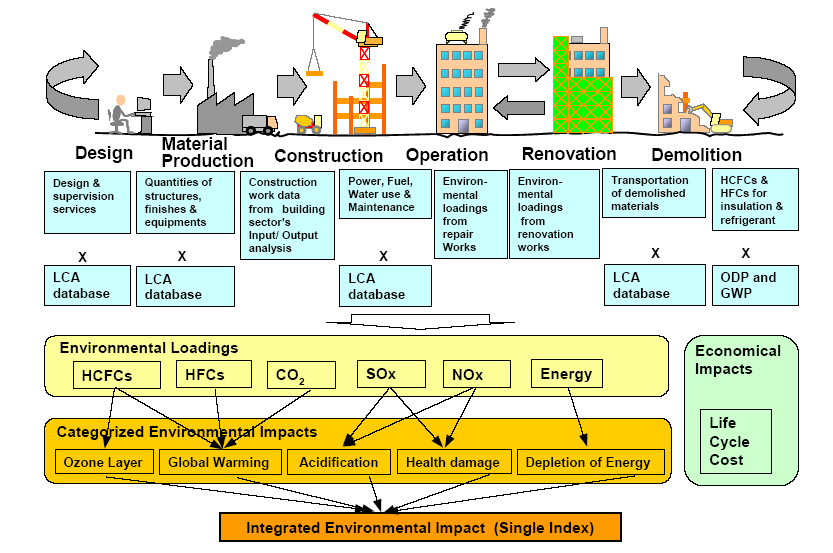 Design
Material
Production
Construction
Operation
Renovation
Demolition
Design &
supervision
services
X
LCA
database
Quantities of
structures,
finishes &
equipments
X
LCA
database
Construction
work data
from building
sector's
Input/ Output
analysis
Power, Fuel,
Water use &
Maintenance
X
LCA
database
Environ-
mental
loadings
from
repair
Works
Environ-
mental
loadings
from
renovation
works
Transportation
of demolished
materials
X
LCA
database
HCFCs &
HFCs for
insulation &
refrigerant
X
ODP and
GWP
Environmental Loadings
HCFCs
HFCs
CO2
SOx
NOx
Energy
Categorized Environmental Impacts
Ozone Layer
Global Warming
Acidification
Health damage
Depletion of Energy
Integrated Environmental Impact (Single Index)
Economical
Impacts
Life
Cycle
Cost